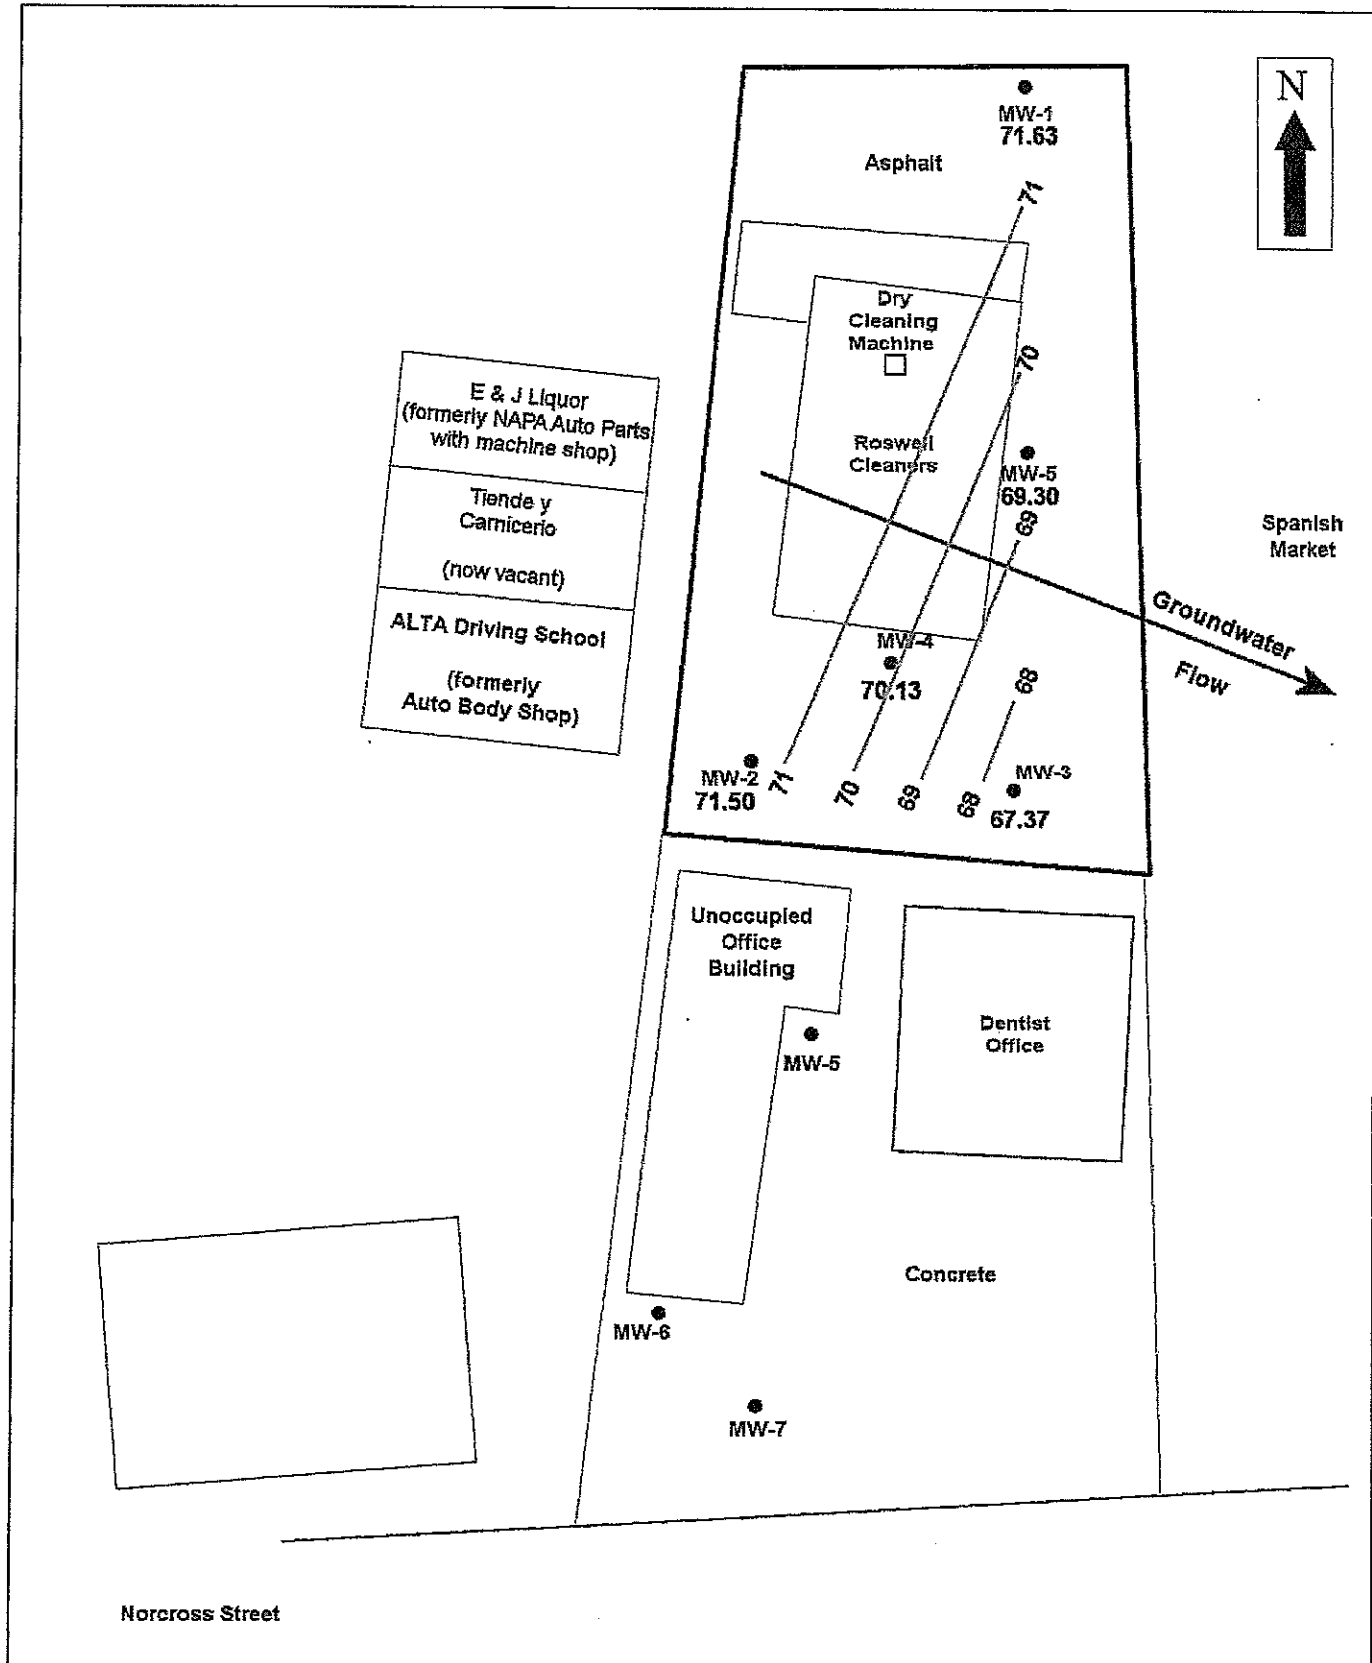 N
MW-1
71.63
Asphalt
71
Dry
Cleaning
Machine
70
E & J Liquor
(formerly NAPA Auto Parts
with machine shop)
Roswell
Cleaners
MW-5
69.30
69
Tiende y
Carnicerio
(now vacant)
Spanish
Market
ALTA Driving School
(formerly
Auto Body Shop)
Groundwater
Flow
MW-4
70.13
68
MW-2
71.50
71
70
69
68
MW-3
67.37
Unoccupied
Office
Building
Dentist
Office
MW-5
Concrete
MW-6
MW-7
Norcross Street